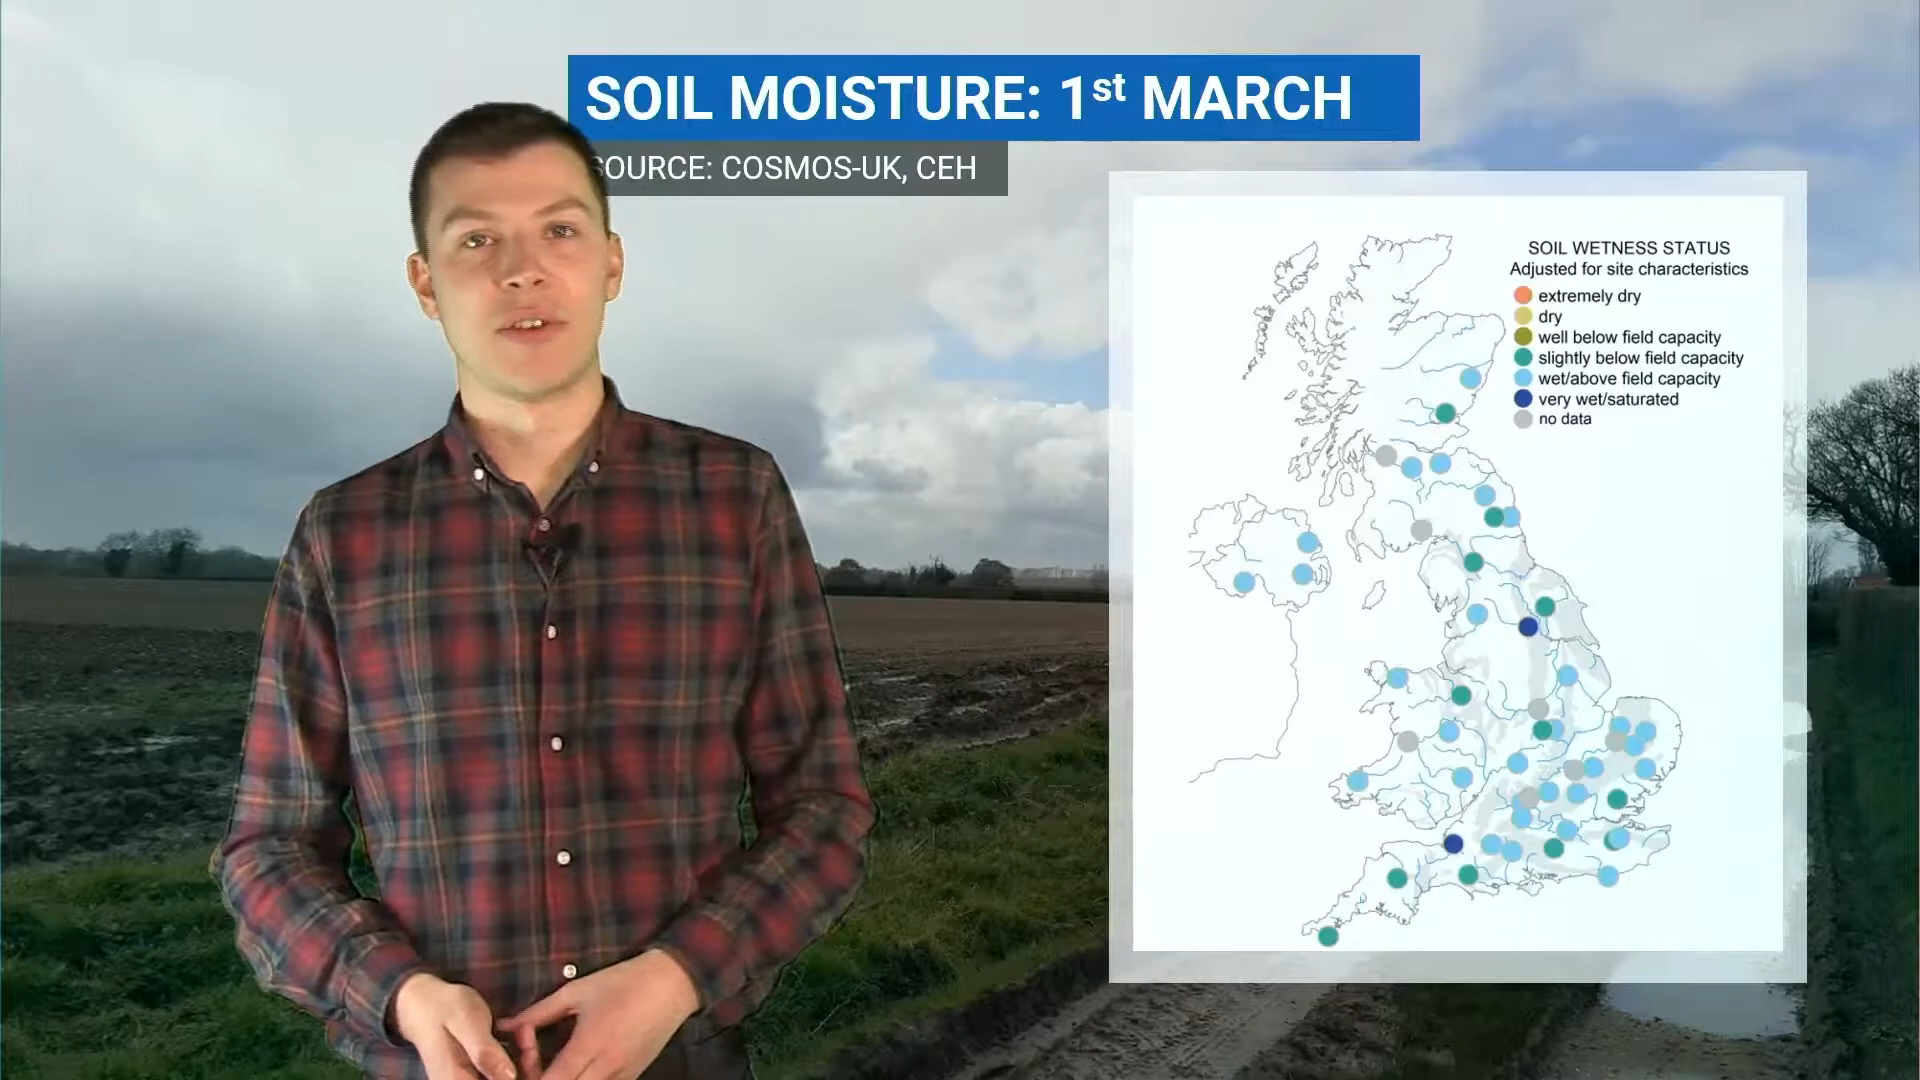 SOIL MOISTURE: 1st MARCH
SOURCE: COSMOS-UK, CEH
SOIL WETNESS STATUS
Adjusted for site characteristics
extremely dry
dry
well below field capacity
slightly below field capacity
wet/above field capacity
very wet/saturated
no data